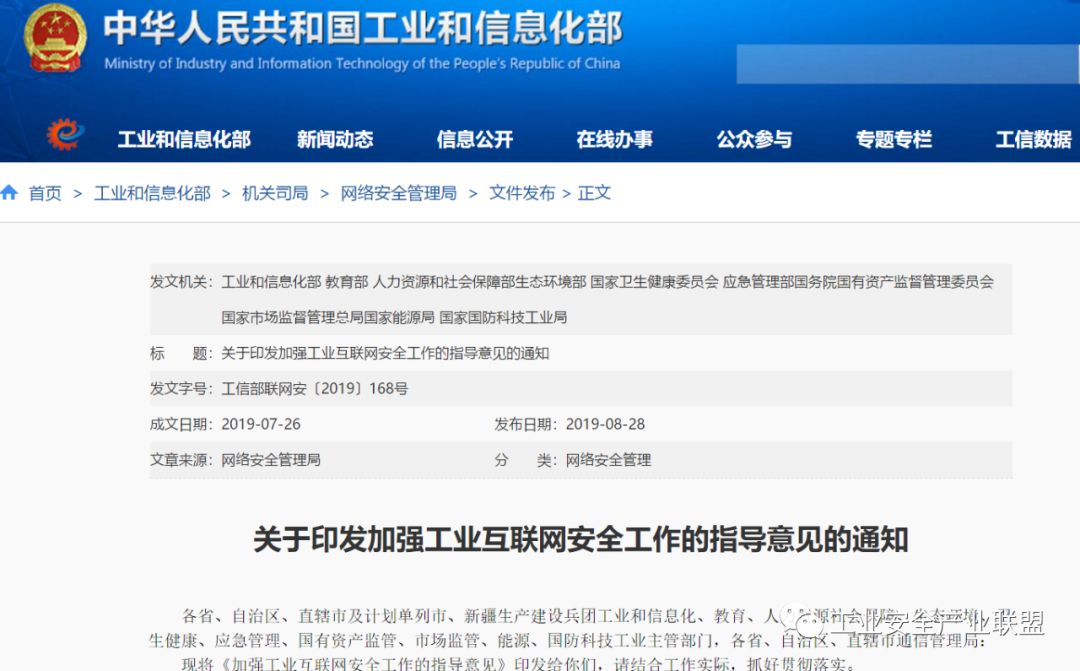 中华人民共和国工业和信息化部
Ministry of Industry and Information Technology of the People's Republic of China
工业和信息化部 新闻动态 信息公开 在线办事 公众参与 专题专栏 工信数据
首页 > 工业和信息化部 > 机关司局 > 网络安全管理局 > 文件发布 > 正文
发文机关：工业和信息化部 教育部 人力资源和社会保障部生态环境部 国家卫生健康委员会 应急管理部国务院国有资产监督管理委员会
国家市场监督管理总局国家能源局 国家国防科技工业局
标 题：关于印发加强工业互联网安全工作的指导意见的通知
发文字号：工信部联网安〔2019〕168号
成文日期：2019-07-26 发布日期：2019-08-28
文章来源：网络安全管理局 分 类：网络安全管理
关于印发加强工业互联网安全工作的指导意见的通知
各省、自治区、直辖市及计划单列市、新疆生产建设兵团工业和信息化、教育、人力资源社会保障、生态环境、卫
生健康、应急管理、国有资产监管、市场监管、能源、国防科技工业主管部门，各省、自治区、直辖市通信管理局：
现将《加强工业互联网安全工作的指导意见》印发给你们，请结合工作实际，抓好贯彻落实。
工业安全产业联盟